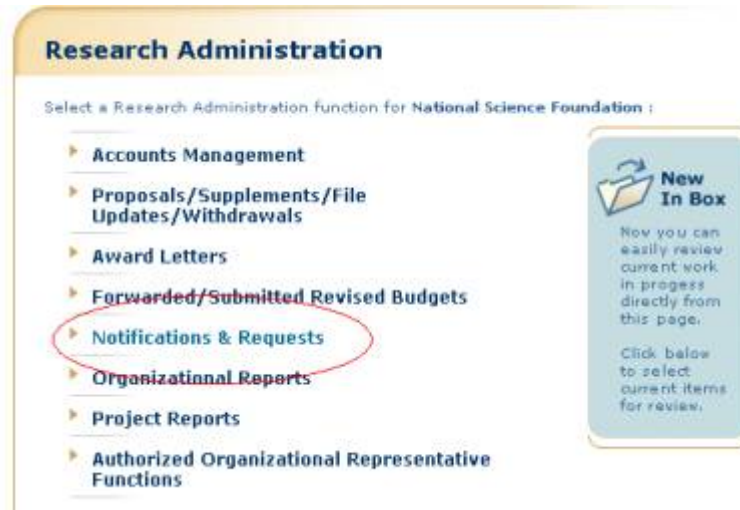 Research Administration
Select a Research Administration function for National Science Foundation :
Accounts Management
Proposals/Supplements/File
Updates/Withdrawals
Award Letters
Forwarded/Submitted Revised Budgets
Notifications & Requests
Organizational Reports
Project Reports
Authorized Organizational Representative
Functions
New
In Box
Now you can
easily review
current work
in progess
directly from
this page.
Click below
to select
current items
for review.